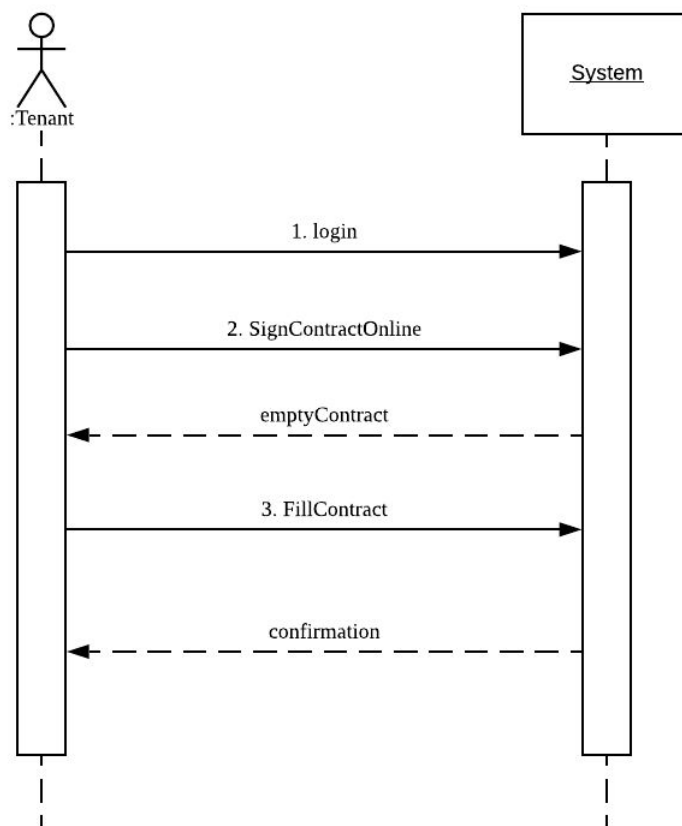 :Tenant
System
1. login
2. SignContractOnline
emptyContract
3. FillContract
confirmation